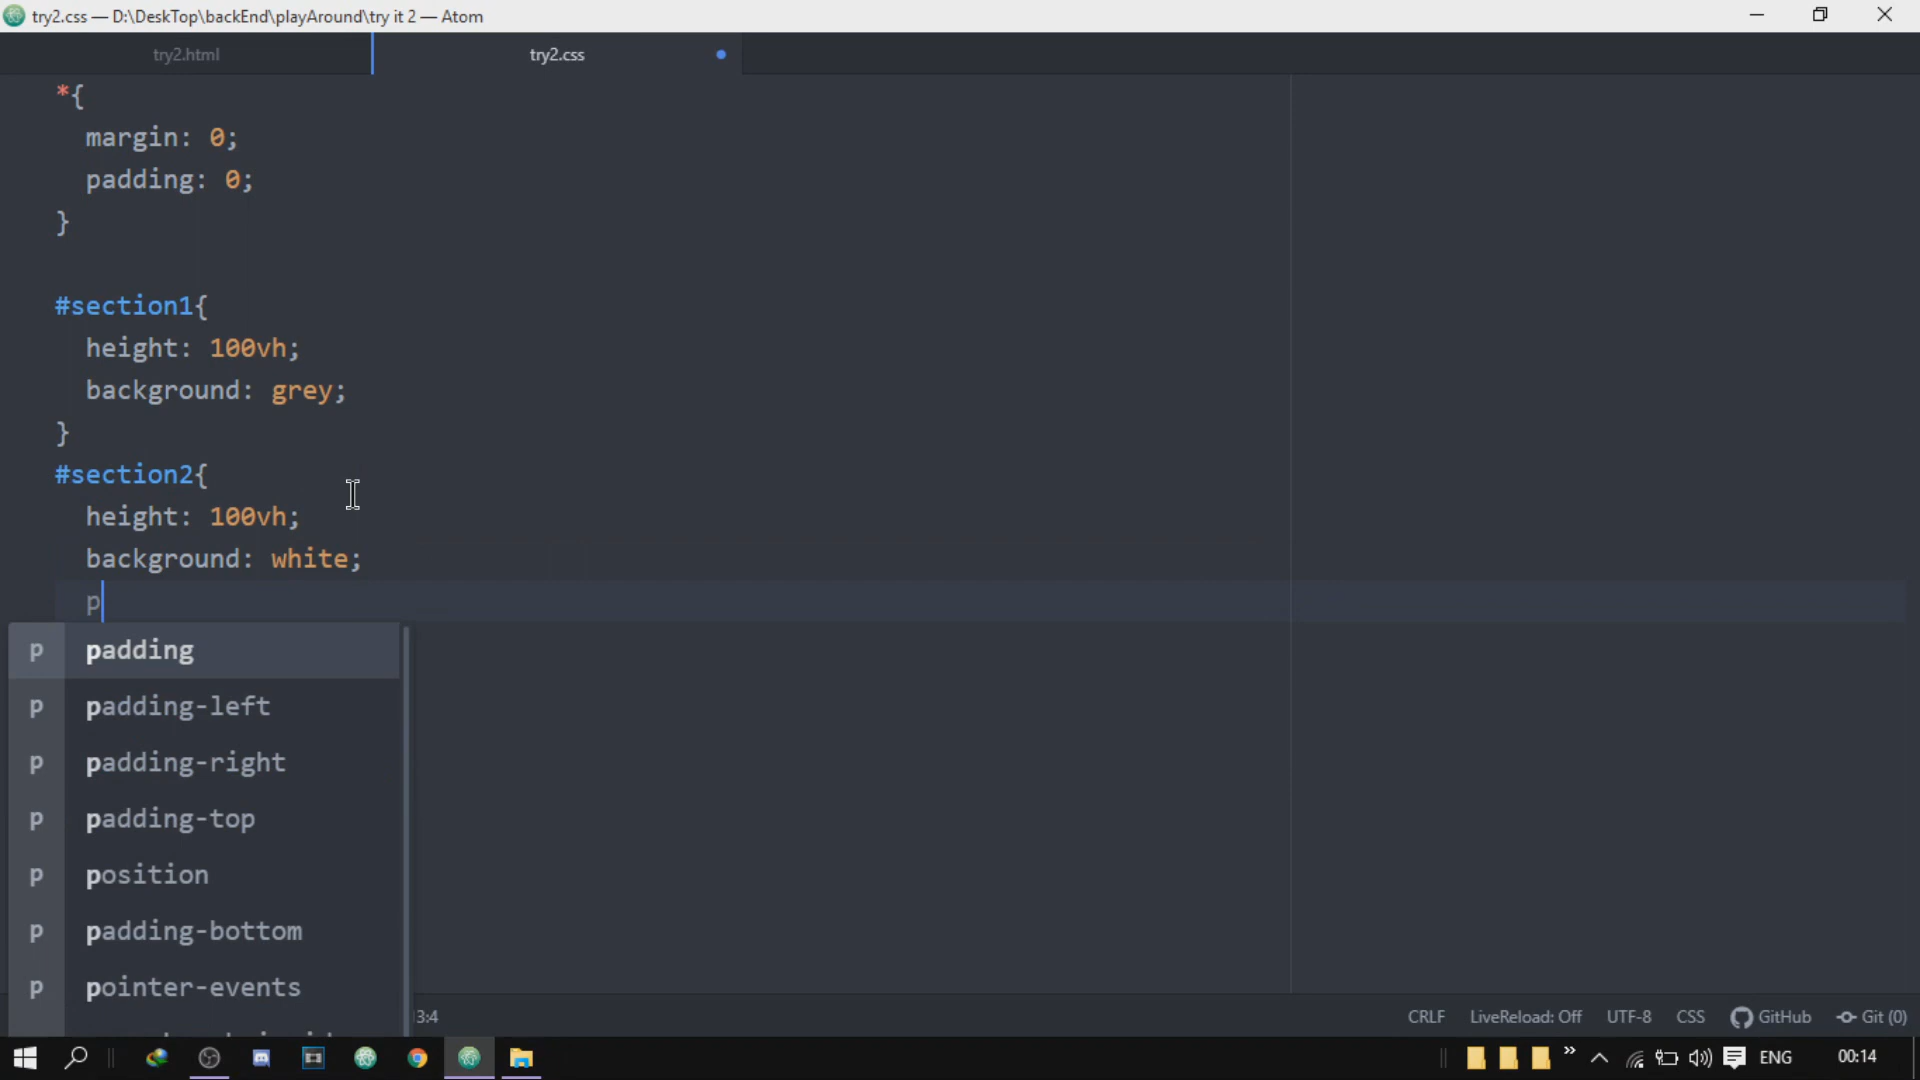 try2.css — D:\DeskTop\backEnd\playAround\try it 2 — Atom
try2.html
try2.css
*{
margin: 0;
padding: 0;
}
#section1{
height: 100vh;
background: grey;
}
#section2{
height: 100vh;
background: white;
p
p padding
p padding-left
p padding-right
p padding-top
p position
p padding-bottom
p pointer-events
3:4
CRLF LiveReload: Off UTF-8 CSS GitHub Git (0)
ENG 00:14